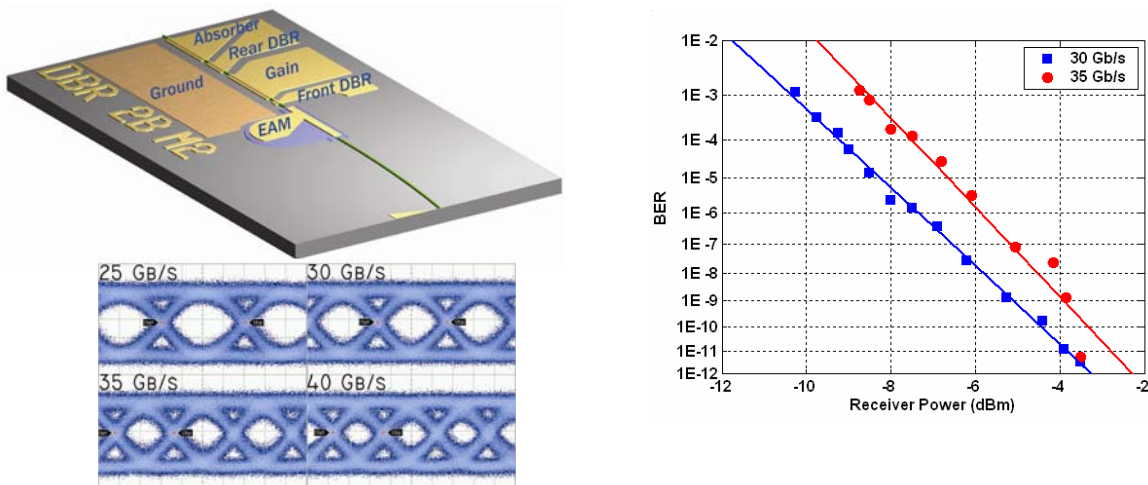 Absorber
Rear DBR
Gain
Front DBR
Ground
EAM
DBR 2B M2
25 GB/s
30 GB/s
35 GB/s
40 GB/s
30 Gb/s
35 Gb/s
1E-2
1E-3
1E-4
1E-5
1E-6
1E-7
1E-8
1E-9
1E-10
1E-11
1E-12
BER
-12
-10
-8
-6
-4
-2
Receiver Power (dBm)